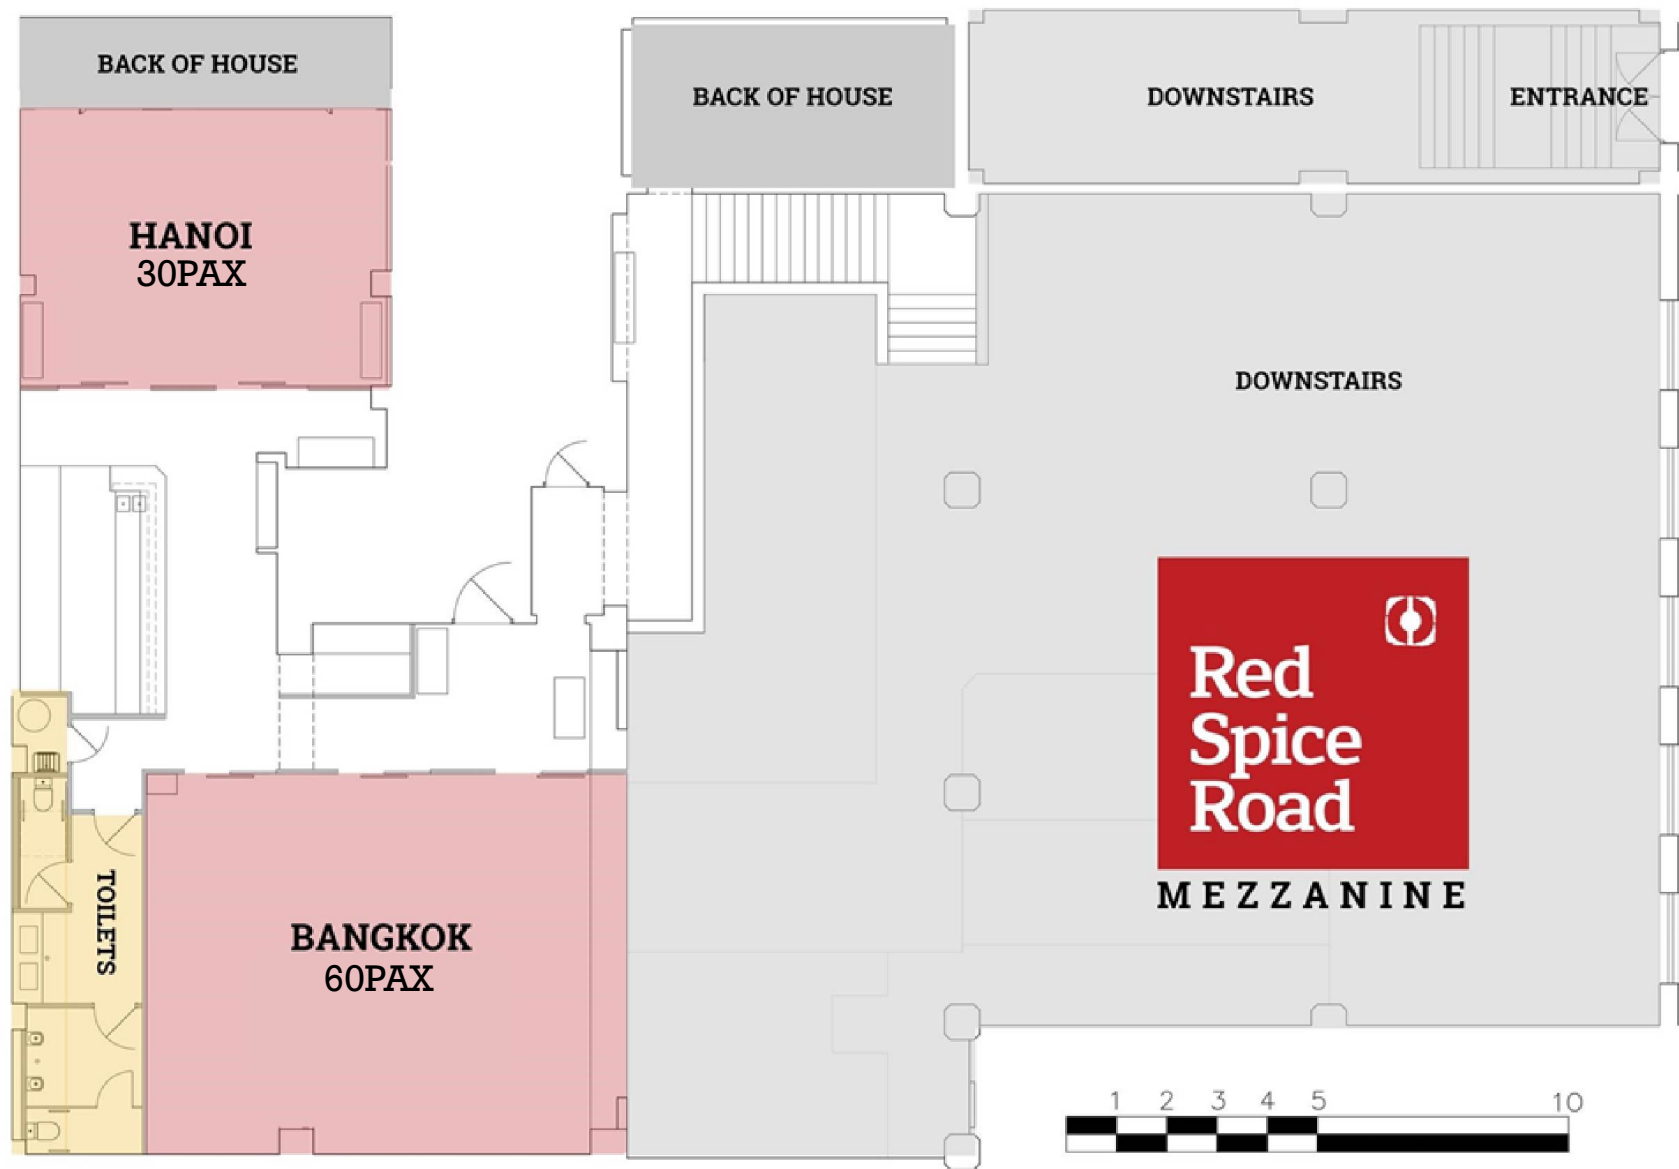 BACK OF HOUSE
BACK OF HOUSE
DOWNSTAIRS
ENTRANCE
HANOI
30PAX
DOWNSTAIRS
Red
Spice
Road
MEZZANINE
TOILETS
BANGKOK
60PAX
1 2 3 4 5 10